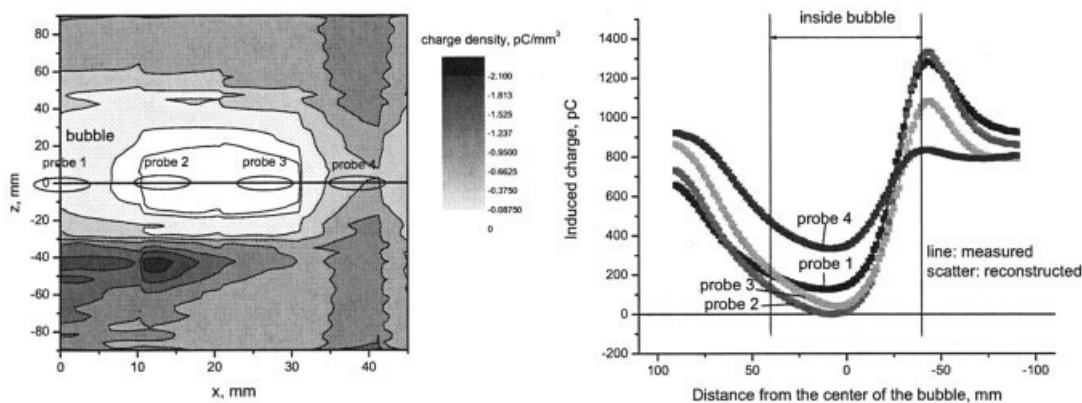 charge density, pC/mm³
-2.100
-1.813
-1.525
-1.237
-0.9500
-0.6625
-0.3750
-0.08750
0
80
60
40
20
0
-20
-40
-60
-80
z, mm
bubble
probe 1
probe 2
probe 3
probe 4
0
10
20
30
40
x, mm
inside bubble
1400
1200
1000
800
600
400
200
0
-200
Induced charge, pC
probe 4
probe 1
probe 3
probe 2
line: measured
scatter: reconstructed
100
50
0
-50
-100
Distance from the center of the bubble, mm